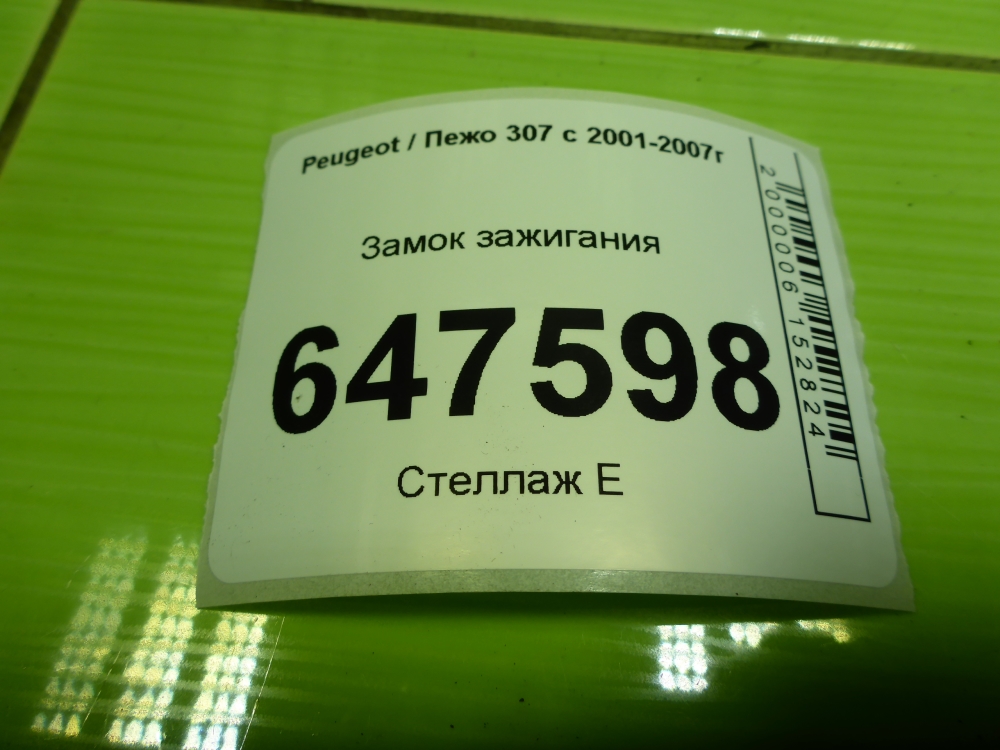 Peugeot / Пежо 307 с 2001-2007г
Замок зажигания
647598
Стеллаж Е
2000006152824